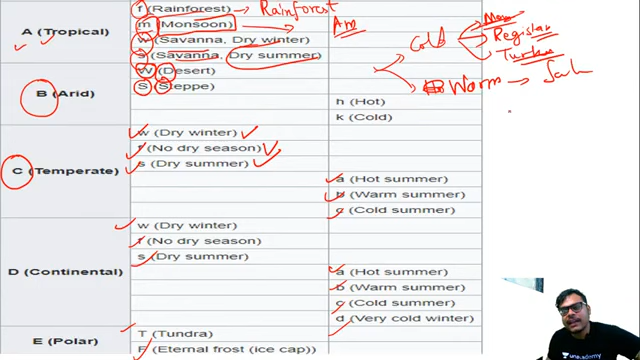 f (Rainforest) → Rainforest
m (Monsoon) → Am
A (Tropical)
w (Savanna, Dry winter)
s (Savanna, Dry summer)
W (Desert)
B (Arid)
S (Steppe)
h (Hot)
k (Cold)
Cold
Warm →
w (Dry winter)
f (No dry season)
s (Dry summer)
C (Temperate)
a (Hot summer)
b (Warm summer)
c (Cold summer)
w (Dry winter)
f (No dry season)
s (Dry summer)
D (Continental)
a (Hot summer)
b (Warm summer)
c (Cold summer)
d (Very cold winter)
E (Polar)
T (Tundra)
F (Eternal frost (ice cap))
unacademy